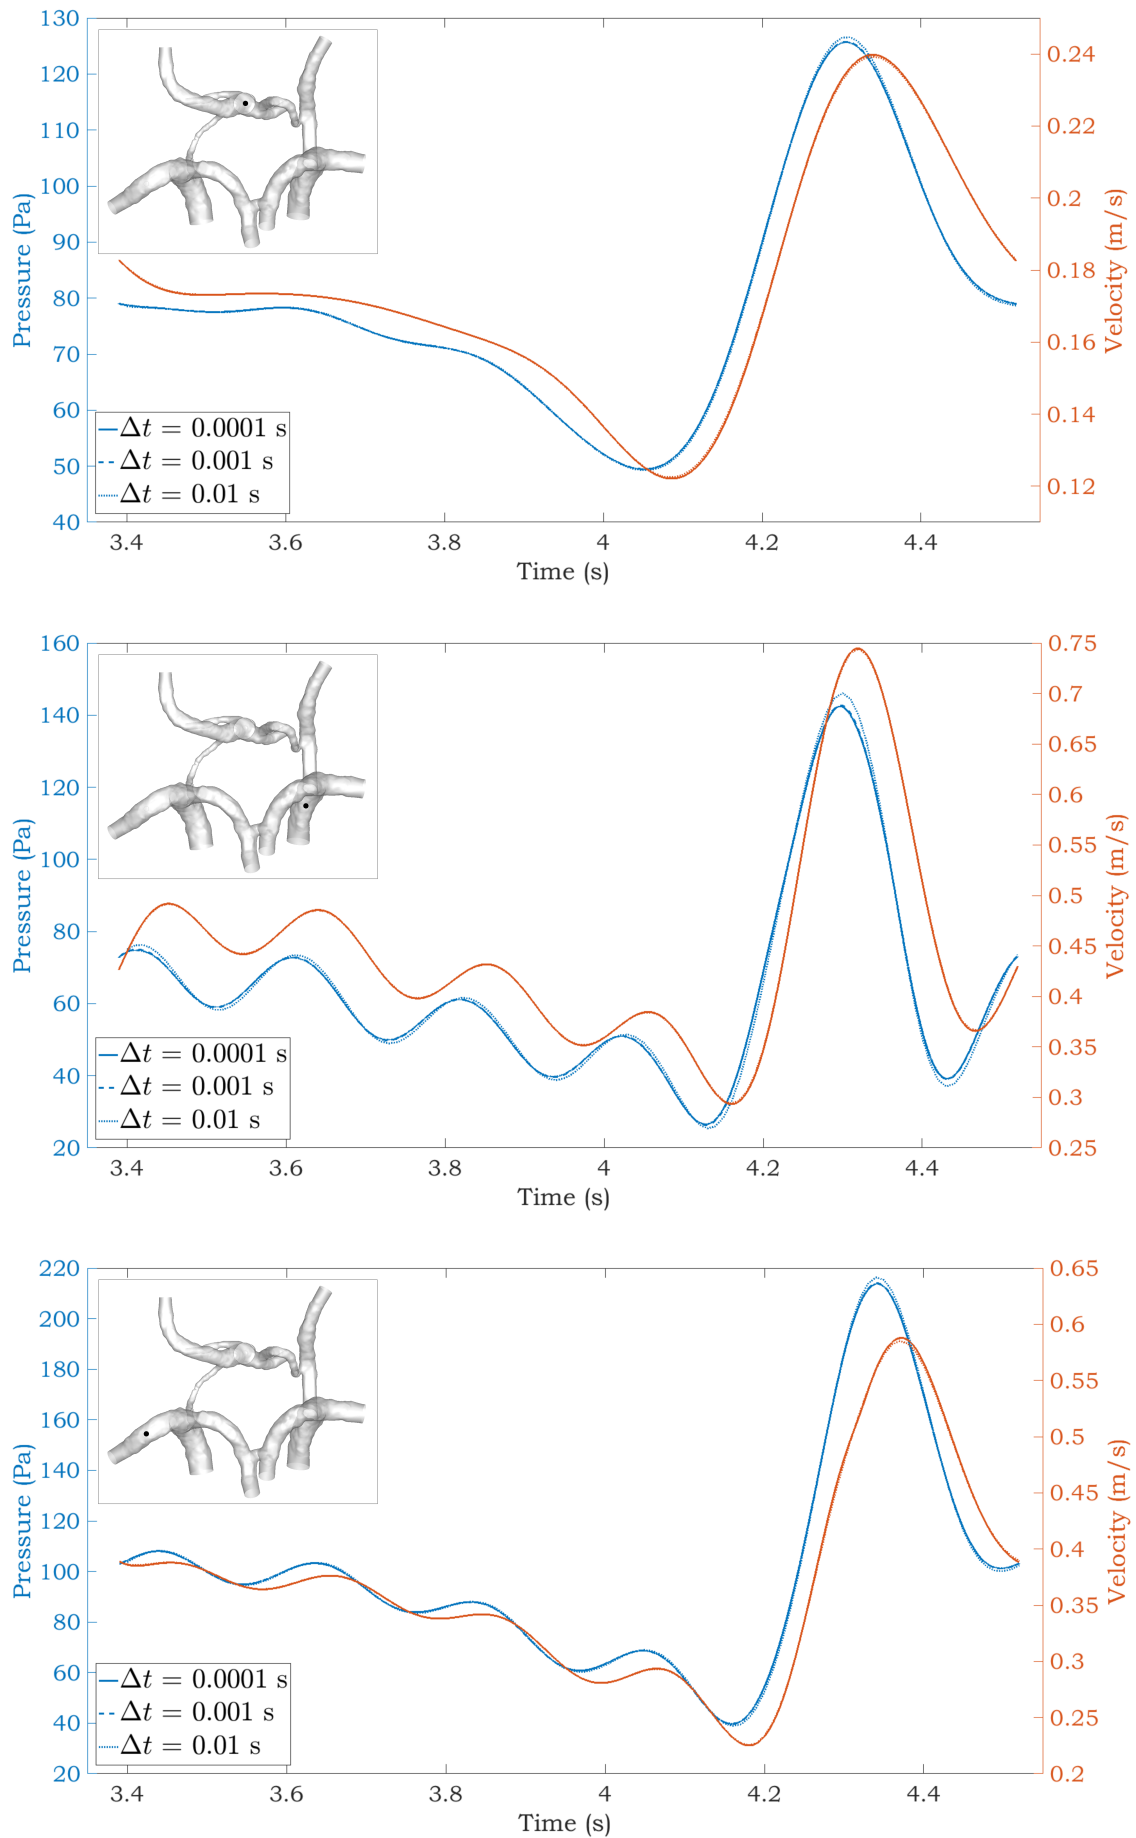 130
120
110
100
90
80
70
60
50
40
Pressure (Pa)
0.24
0.22
0.2
0.18
0.16
0.14
0.12
Velocity (m/s)
Δt = 0.0001 s
Δt = 0.001 s
Δt = 0.01 s
3.4 3.6 3.8 4 4.2 4.4
Time (s)
160
140
120
100
80
60
40
20
Pressure (Pa)
0.75
0.7
0.65
0.6
0.55
0.5
0.45
0.4
0.35
0.3
0.25
Velocity (m/s)
Δt = 0.0001 s
Δt = 0.001 s
Δt = 0.01 s
3.4 3.6 3.8 4 4.2 4.4
Time (s)
220
200
180
160
140
120
100
80
60
40
20
Pressure (Pa)
0.65
0.6
0.55
0.5
0.45
0.4
0.35
0.3
0.25
0.2
Velocity (m/s)
Δt = 0.0001 s
Δt = 0.001 s
Δt = 0.01 s
3.4 3.6 3.8 4 4.2 4.4
Time (s)